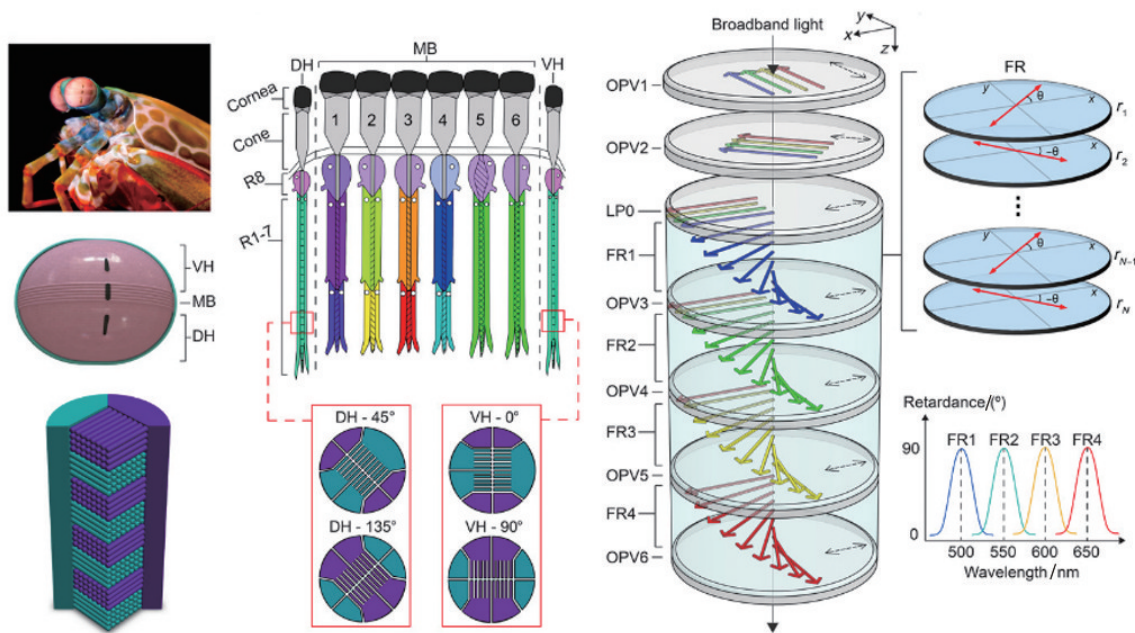 VH
MB
DH
MB
DH
VH
Cornea
Cone
R8
R1-7
1
2
3
4
5
6
DH - 45°
VH - 0°
DH - 135°
VH - 90°
Broadband light
y
x
z
OPV1
OPV2
LP0
FR1
OPV3
FR2
OPV4
FR3
OPV5
FR4
OPV6
FR
y
x
θ
r1
-θ
x
r2
y
x
θ
rN-1
-θ
x
rN
Retardance/(°)
90
0
FR1 FR2 FR3 FR4
500 550 600 650
Wavelength / nm